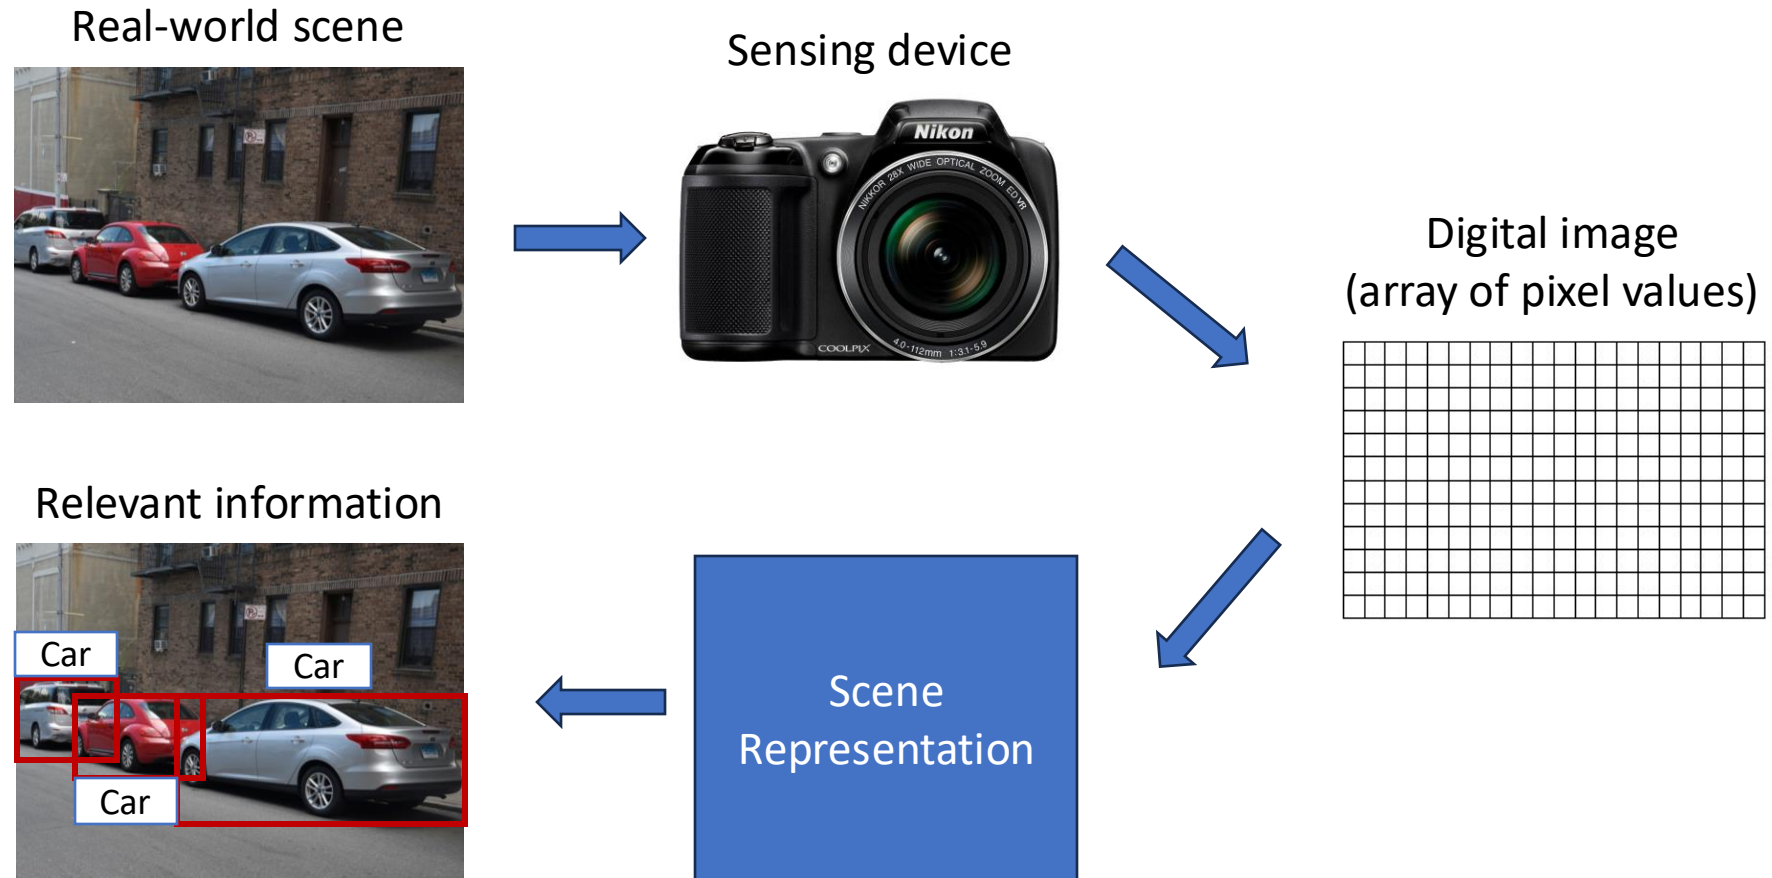 Real-world scene
Sensing device
Nikon
NIKKOR 28X WIDE OPTICAL ZOOM ED VR
COOLPIX
4.0-112mm 1:3.1-5.9
Digital image
(array of pixel values)
Relevant information
Car
Car
Car
Scene
Representation